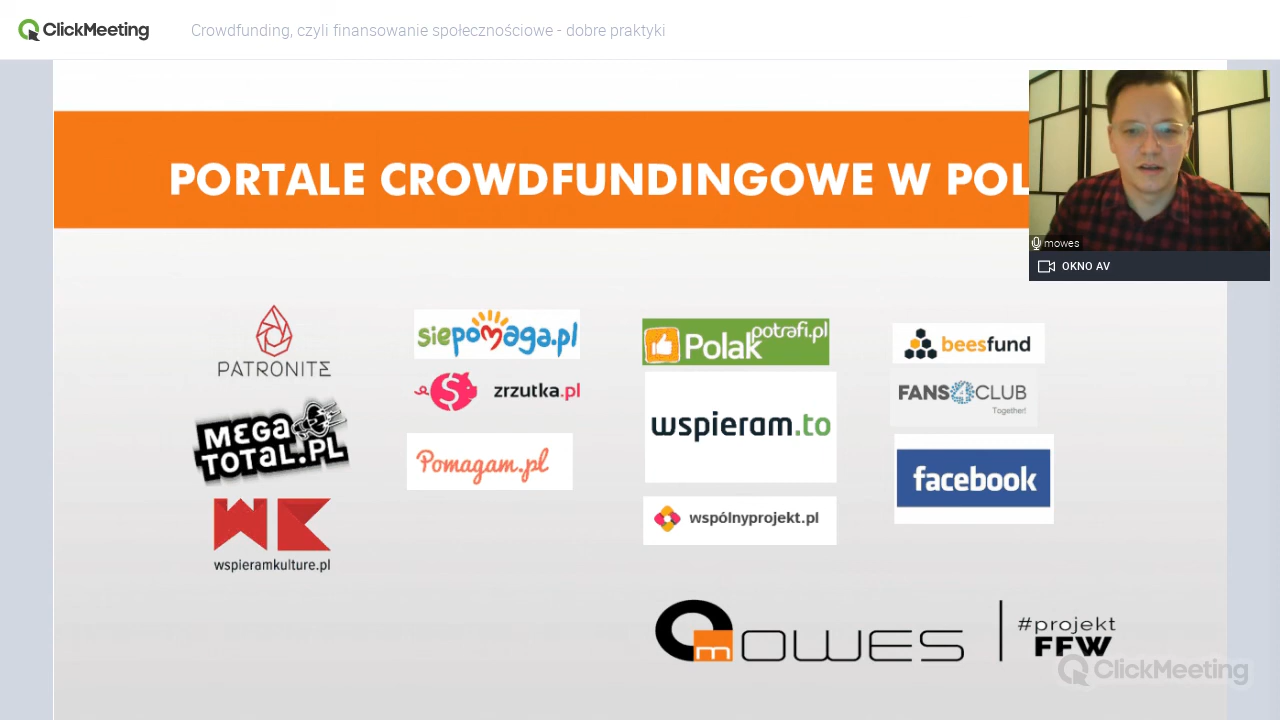 ClickMeeting
Crowdfunding, czyli finansowanie społecznościowe - dobre praktyki
PORTALE CROWDFUNDINGOWE W POL
mowes
OKNO AV
PATRONITE
MEGA
TOTAL.PL
WK
wspieramkulture.pl
siepomaga.pl
zrzutka.pl
Pomagam.pl
Polak potrafi.pl
wspieram.to
wspólnyprojekt.pl
beesfund
FANS4CLUB
Together!
facebook
m OWES
#projekt
FFW
ClickMeeting